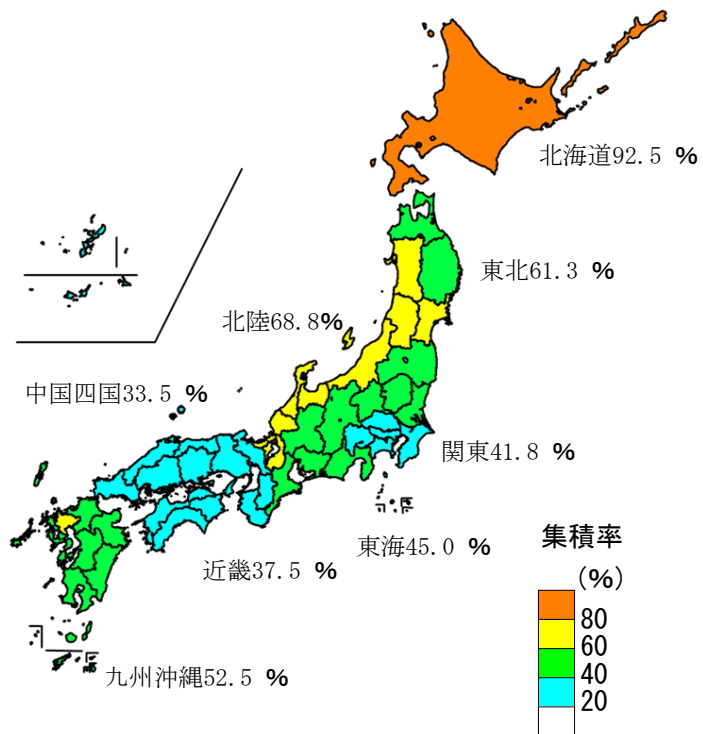 北海道92.5 %
東北61.3 %
北陸68.8%
中国四国33.5 %
関東41.8 %
東海45.0 %
近畿37.5 %
九州沖縄52.5 %
集積率
(%)
80
60
40
20